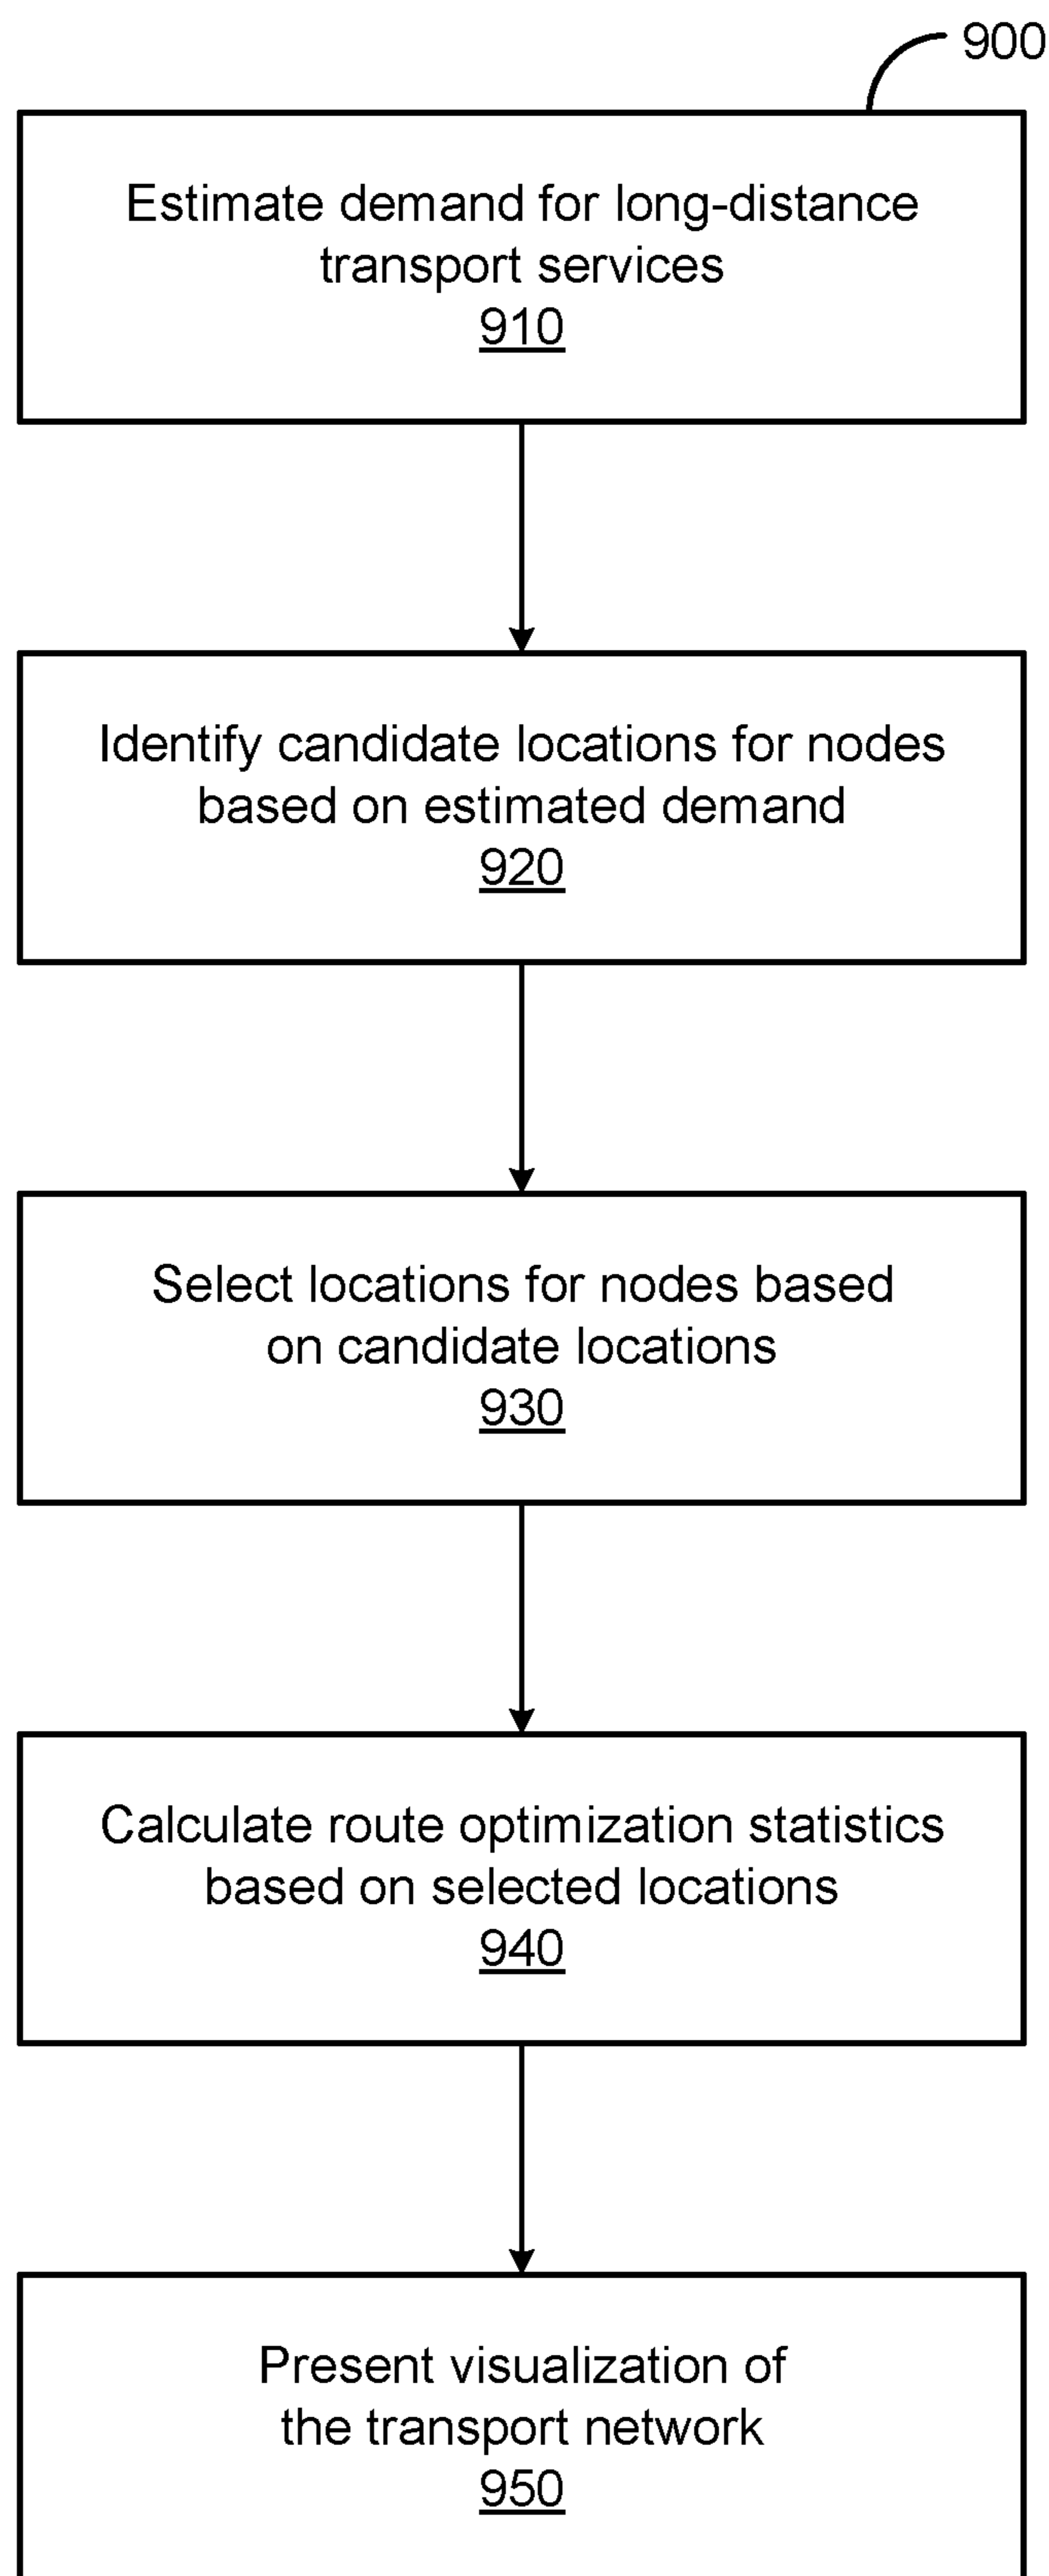 900
Estimate demand for long-distance
transport services
910
Identify candidate locations for nodes
based on estimated demand
920
Select locations for nodes based
on candidate locations
930
Calculate route optimization statistics
based on selected locations
940
Present visualization of
the transport network
950